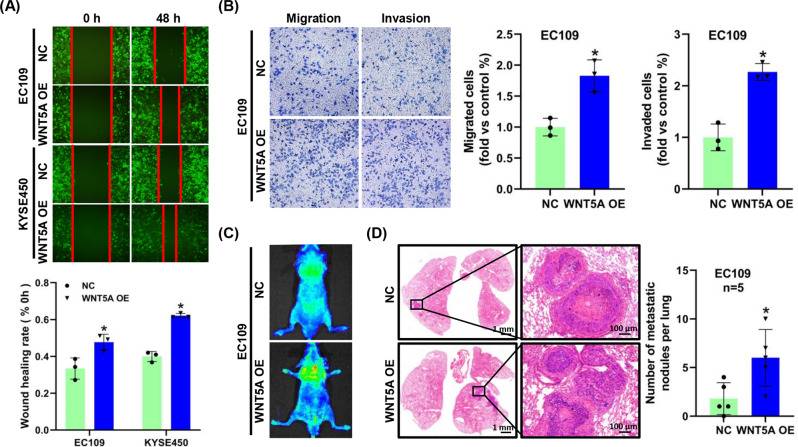 (A)
0 h
48 h
EC109
NC
WNT5A OE
KYSE450
NC
WNT5A OE
Wound healing rate ( % 0h)
0.8
0.6
0.4
0.2
0.0
NC
WNT5A OE
*
*
EC109
KYSE450
(B)
Migration
Invasion
EC109
NC
WNT5A OE
Migrated cells
(fold vs control %)
2.5
2.0
1.5
1.0
0.5
0.0
EC109
*
NC
WNT5A OE
Invaded cells
(fold vs control %)
3
2
1
0
EC109
*
NC
WNT5A OE
(C)
EC109
NC
WNT5A OE
(D)
NC
1 mm
100 μm
WNT5A OE
1 mm
100 μm
Number of metastatic
nodules per lung
15
10
5
0
EC109
n=5
*
NC
WNT5A OE